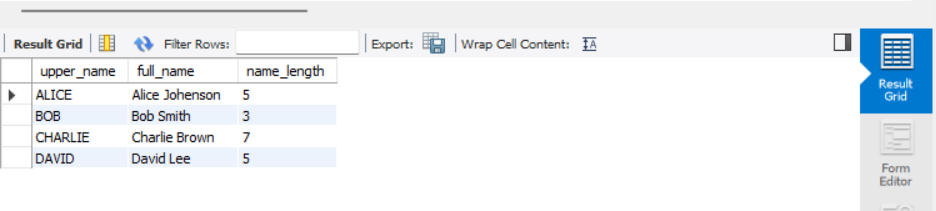 Result Grid Filter Rows: Export: Wrap Cell Content: IA
upper_name full_name name_length
ALICE Alice Johenson 5
BOB Bob Smith 3
CHARLIE Charlie Brown 7
DAVID David Lee 5
Result
Grid
Form
Editor